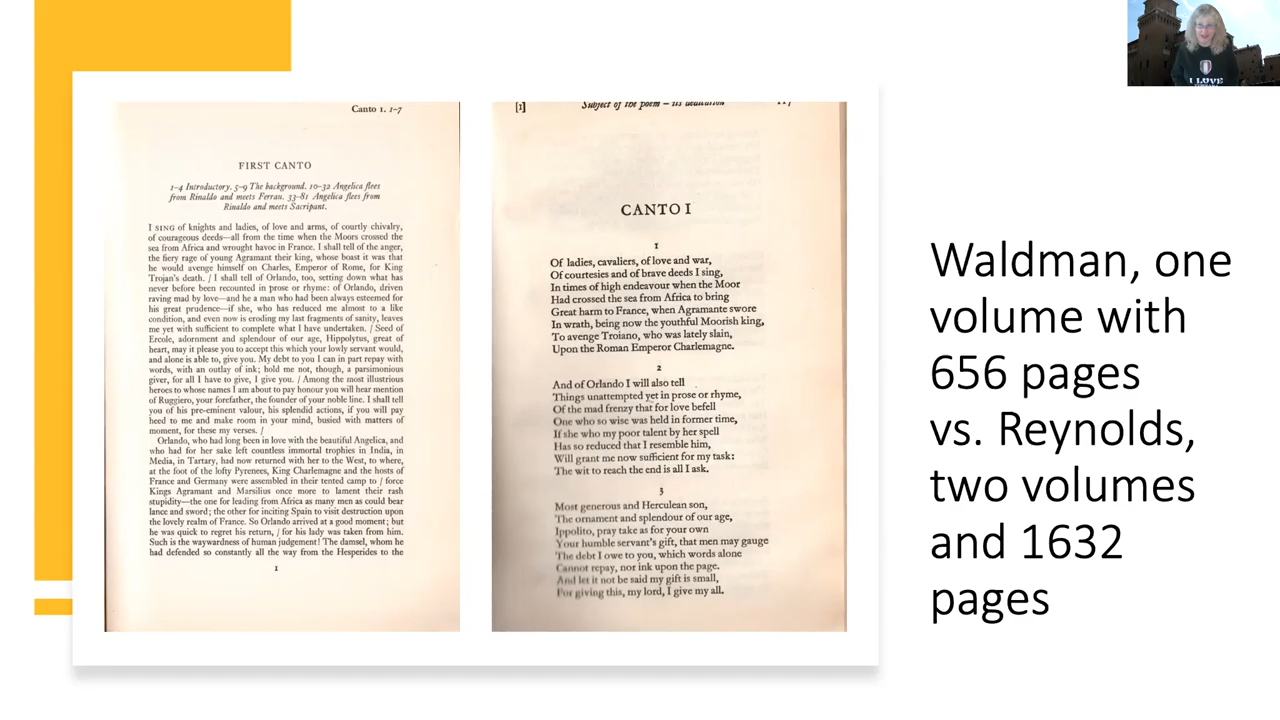 Canto 1. 1-7
FIRST CANTO
1-4 Introductory. 5-9 The background. 10-32 Angelica flees
from Rinaldo and meets Ferrau. 33-81 Angelica flees from
Rinaldo and meets Sacripant.
I SING of knights and ladies, of love and arms, of courtly chivalry,
of courageous deeds—all from the time when the Moors crossed the
sea from Africa and wrought havoc in France. I shall tell of the anger,
the fiery rage of young Agramant their king, whose boast it was that
he would avenge himself on Charles, Emperor of Rome, for King
Trojan's death. / I shall tell of Orlando, too, setting down what has
never before been recounted in prose or rhyme: of Orlando, driven
raving mad by love—and he a man who had been always esteemed for
his great prudence—if she, who has reduced me almost to a like
condition, and even now is eroding my last fragments of sanity, leaves
me yet with sufficient to complete what I have undertaken. / Seed of
Ercole, adornment and splendour of our age, Hippolytus, great of
heart, may it please you to accept this which your lowly servant would,
and alone is able to, give you. My debt to you I can in part repay with
words, with an outlay of ink; hold me not, though, a parsimonious
giver, for all I have to give, I give you. / Among the most illustrious
heroes to whose names I am about to pay honour you will hear mention
of Ruggiero, your forefather, the founder of your noble line. I shall tell
you of his pre-eminent valour, his splendid actions, if you will pay
heed to me and make room in your mind, busied with matters of
moment, for these my verses. /
Orlando, who had long been in love with the beautiful Angelica, and
who had for her sake left countless immortal trophies in India, in
Media, in Tartary, had now returned with her to the West, to where,
at the foot of the lofty Pyrenees, King Charlemagne and the hosts of
France and Germany were assembled in their tented camp to / force
Kings Agramant and Marsilius once more to lament their rash
stupidity—the one for leading from Africa as many men as could bear
lance and sword; the other for inciting Spain to visit destruction upon
the lovely realm of France. So Orlando arrived at a good moment; but
he was quick to regret his return, / for his lady was taken from him.
Such is the waywardness of human judgement! The damsel, whom he
had defended so constantly all the way from the Hesperides to the
1
[1] Subject of the poem – its dedication
CANTO I
1
Of ladies, cavaliers, of love and war,
Of courtesies and of brave deeds I sing,
In times of high endeavour when the Moor
Had crossed the sea from Africa to bring
Great harm to France, when Agramante swore
In wrath, being now the youthful Moorish king,
To avenge Troiano, who was lately slain,
Upon the Roman Emperor Charlemagne.
2
And of Orlando I will also tell
Things unattempted yet in prose or rhyme,
Of the mad frenzy that for love befell
One who so wise was held in former time,
If she who my poor talent by her spell
Has so reduced that I resemble him,
Will grant me now sufficient for my task:
The wit to reach the end is all I ask.
3
Most generous and Herculean son,
The ornament and splendour of our age,
Ippolito, pray take as for your own
Your humble servant's gift, that men may gauge
The debt I owe to you, which words alone
Cannot repay, nor ink upon the page.
And let it not be said my gift is small,
For giving this, my lord, I give my all.
Waldman, one
volume with
656 pages
vs. Reynolds,
two volumes
and 1632
pages
I LOVE